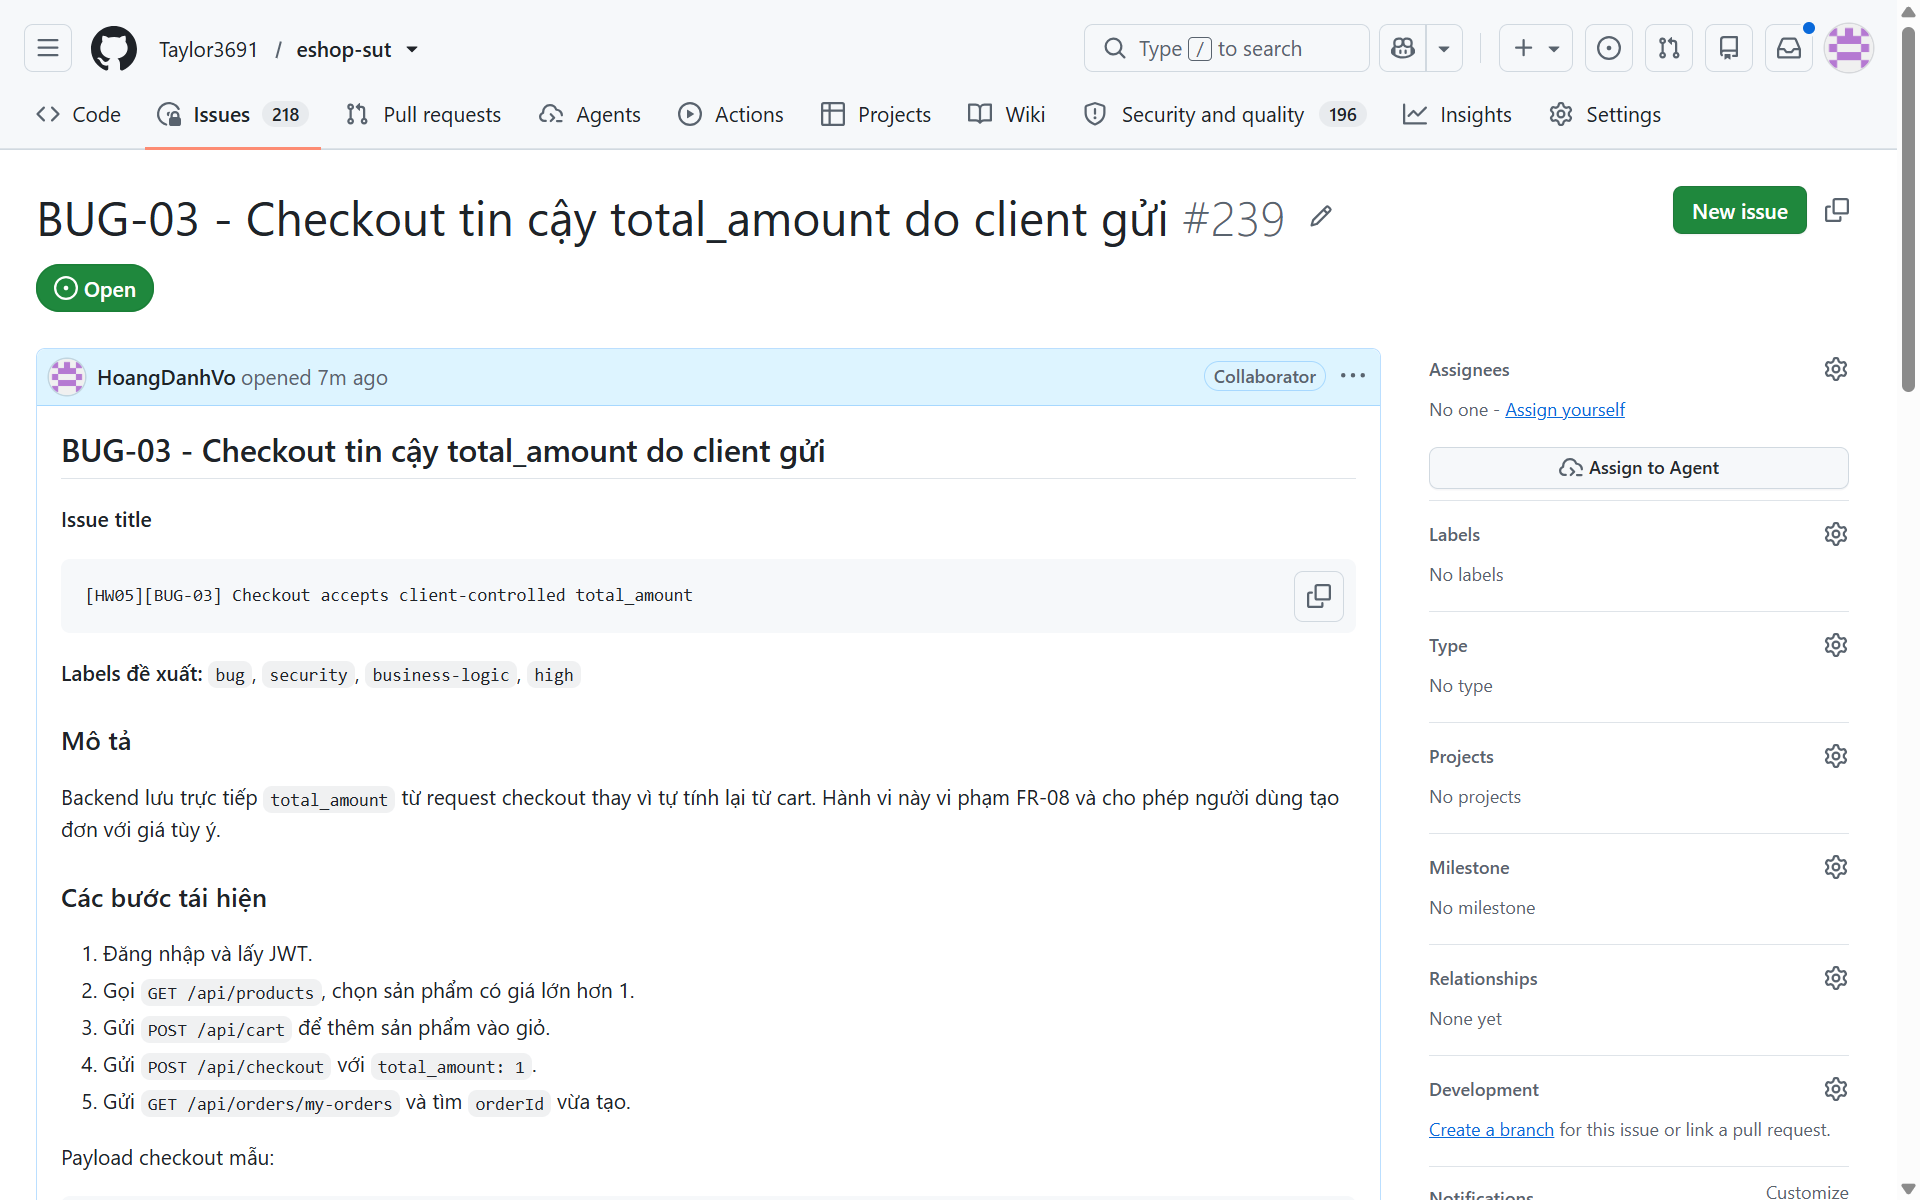 Taylor3691 / eshop-sut
Type / to search
Code
Issues 218
Pull requests
Agents
Actions
Projects
Wiki
Security and quality 196
Insights
Settings
BUG-03 - Checkout tin cậy total_amount do client gửi #239
New issue
Open
HoangDanhVo opened 7m ago
Collaborator
BUG-03 - Checkout tin cậy total_amount do client gửi
Issue title
[HW05][BUG-03] Checkout accepts client-controlled total_amount
Labels đề xuất: bug, security, business-logic, high
Mô tả
Backend lưu trực tiếp total_amount từ request checkout thay vì tự tính lại từ cart. Hành vi này vi phạm FR-08 và cho phép người dùng tạo
đơn với giá tùy ý.
Các bước tái hiện
1. Đăng nhập và lấy JWT.
2. Gọi GET /api/products, chọn sản phẩm có giá lớn hơn 1.
3. Gửi POST /api/cart để thêm sản phẩm vào giỏ.
4. Gửi POST /api/checkout với total_amount: 1.
5. Gửi GET /api/orders/my-orders và tìm orderId vừa tạo.
Payload checkout mẫu:
Assignees
No one - Assign yourself
Assign to Agent
Labels
No labels
Type
No type
Projects
No projects
Milestone
No milestone
Relationships
None yet
Development
Create a branch for this issue or link a pull request.
Notifications
Customize